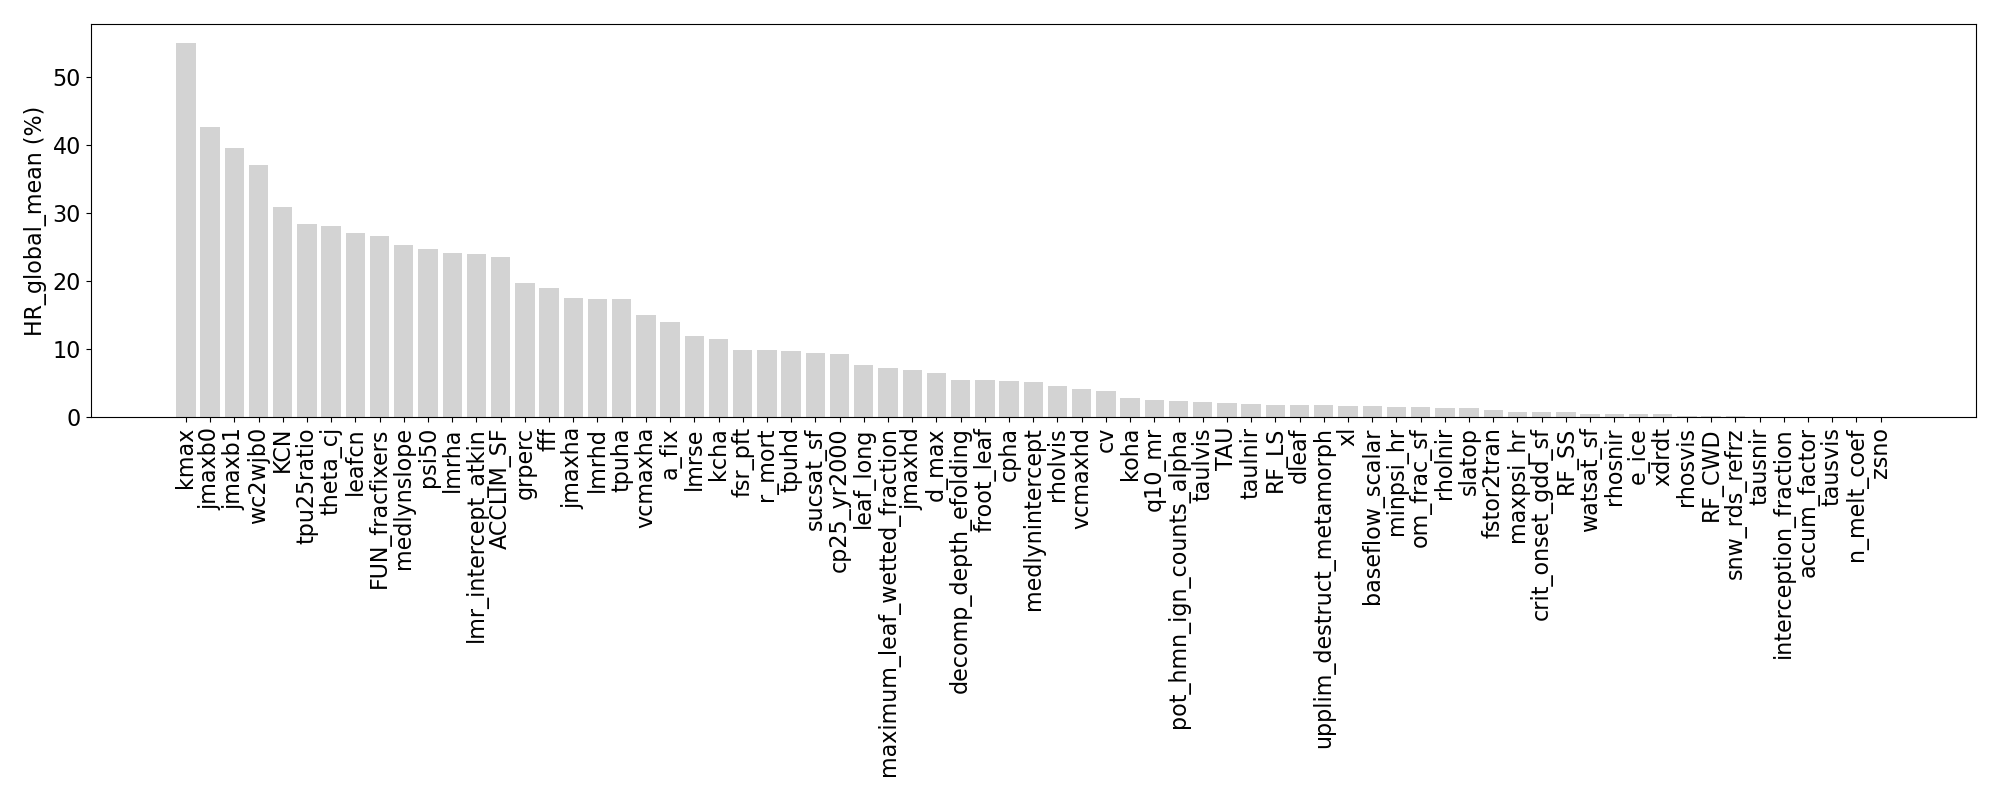 HR_global_mean (%)
50
40
30
20
10
0
kmax
jmaxb0
jmaxb1
wc2wjb0
KCN
tpu25ratio
theta_cj
leafcn
FUN_fracfixers
medlynslope
psi50
lmrha
lmr_intercept_atkin
ACCLIM_SF
grperc
fff
jmaxha
lmrhd
tpuha
vcmaxha
a_fix
lmrse
kcha
fsr_pft
r_mort
tpuhd
sucsat_sf
cp25_yr2000
leaf_long
maximum_leaf_wetted_fraction
jmaxhd
d_max
decomp_depth_efolding
froot_leaf
cpha
medlynintercept
rholvis
vcmaxhd
cv
koha
q10_mr
pot_hmn_ign_counts_alpha
taulvis
TAU
taulnir
RF_LS
dleaf
upplim_destruct_metamorph
xl
baseflow_scalar
minpsi_hr
om_frac_sf
rholnir
slatop
fstor2tran
maxpsi_hr
crit_onset_gdd_sf
RF_SS
watsat_sf
rhosnir
e_ice
xdrdt
rhosvis
RF_CWD
snw_rds_refrz
tausnir
interception_fraction
accum_factor
tausvis
n_melt_coef
zsno